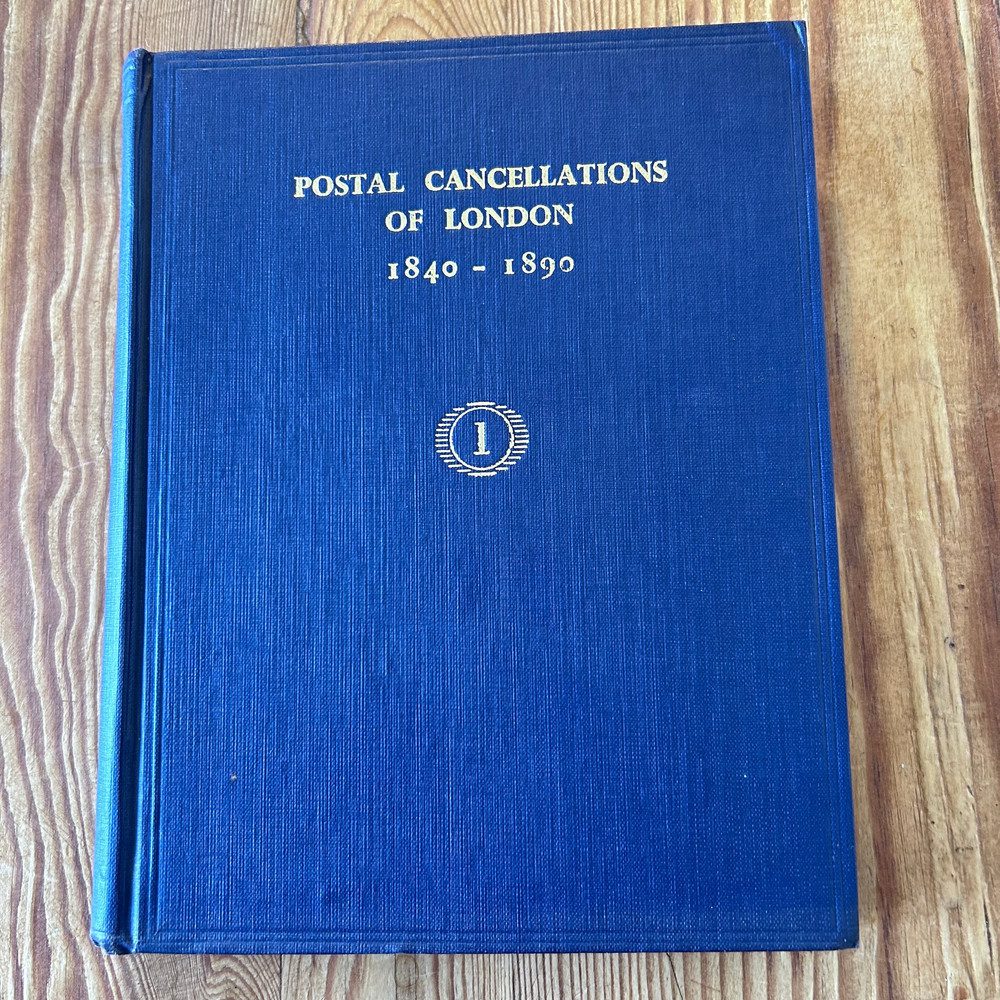 POSTAL CANCELLATIONS
OF LONDON
1840 - 1890
1